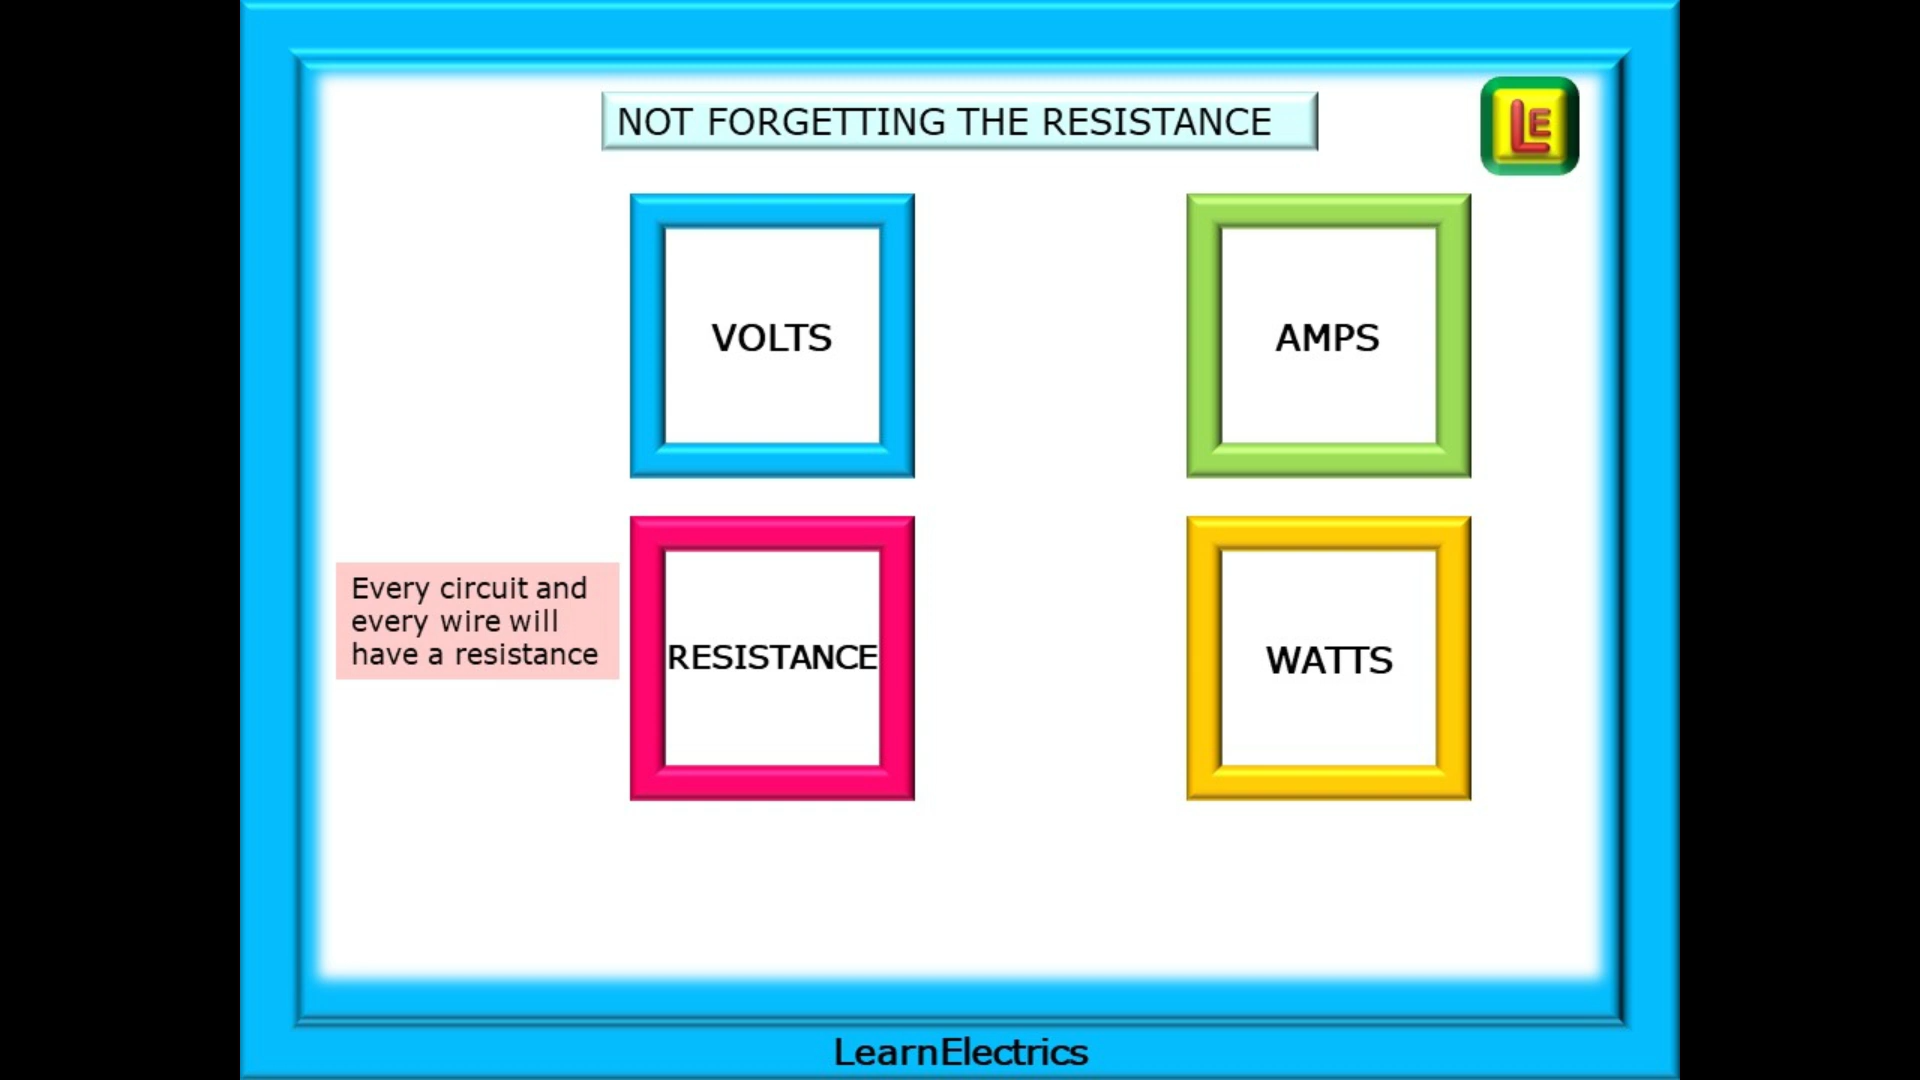 NOT FORGETTING THE RESISTANCE
LE
VOLTS
AMPS
Every circuit and
every wire will
have a resistance
RESISTANCE
WATTS
LearnElectrics